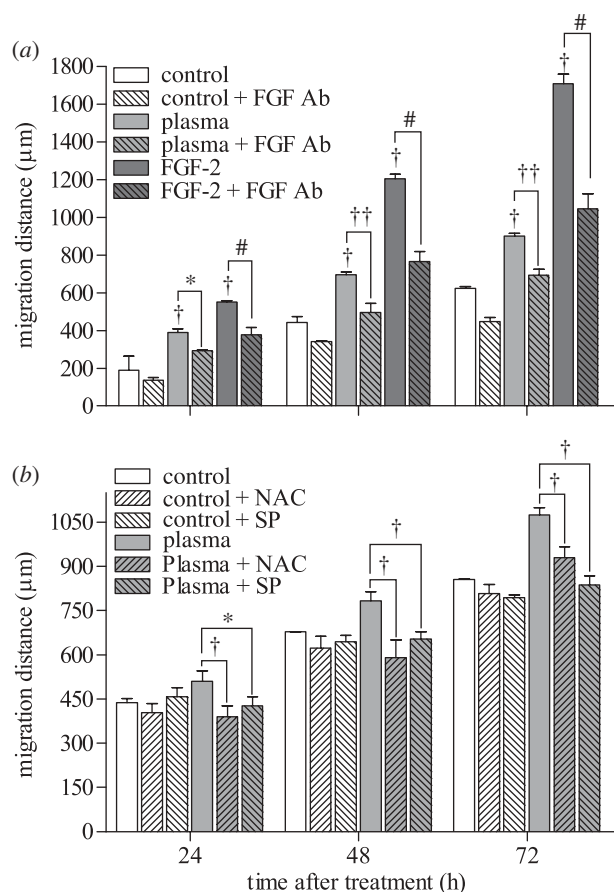 (a)
migration distance (µm)
1800
1600
1400
1200
1000
800
600
400
200
0
control
control + FGF Ab
plasma
plasma + FGF Ab
FGF-2
FGF-2 + FGF Ab
†
*
†
#
†
††
†
#
†
††
†
#
(b)
migration distance (µm)
1050
900
750
600
450
300
150
0
control
control + NAC
control + SP
plasma
Plasma + NAC
Plasma + SP
†
*
†
†
†
†
24
48
72
time after treatment (h)